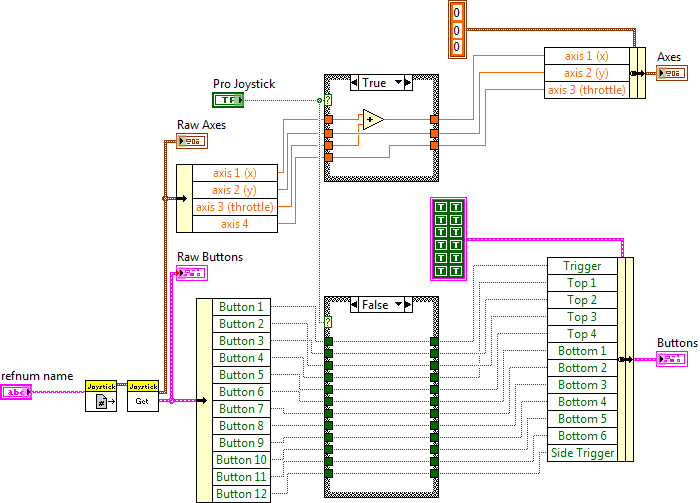 0
0
0
Axes
axis 1 (x)
axis 2 (y)
axis 3 (throttle)
Pro Joystick
TF
True
?
+
Raw Axes
axis 1 (x)
axis 2 (y)
axis 3 (throttle)
axis 4
Raw Buttons
T T
T T
T T
T T
T T
T T
False
?
Button 1
Button 2
Button 3
Button 4
Button 5
Button 6
Button 7
Button 8
Button 9
Button 10
Button 11
Button 12
Trigger
Top 1
Top 2
Top 3
Top 4
Bottom 1
Bottom 2
Bottom 3
Bottom 4
Bottom 5
Bottom 6
Side Trigger
Buttons
refnum name
abc
Joystick
#
Joystick
Get